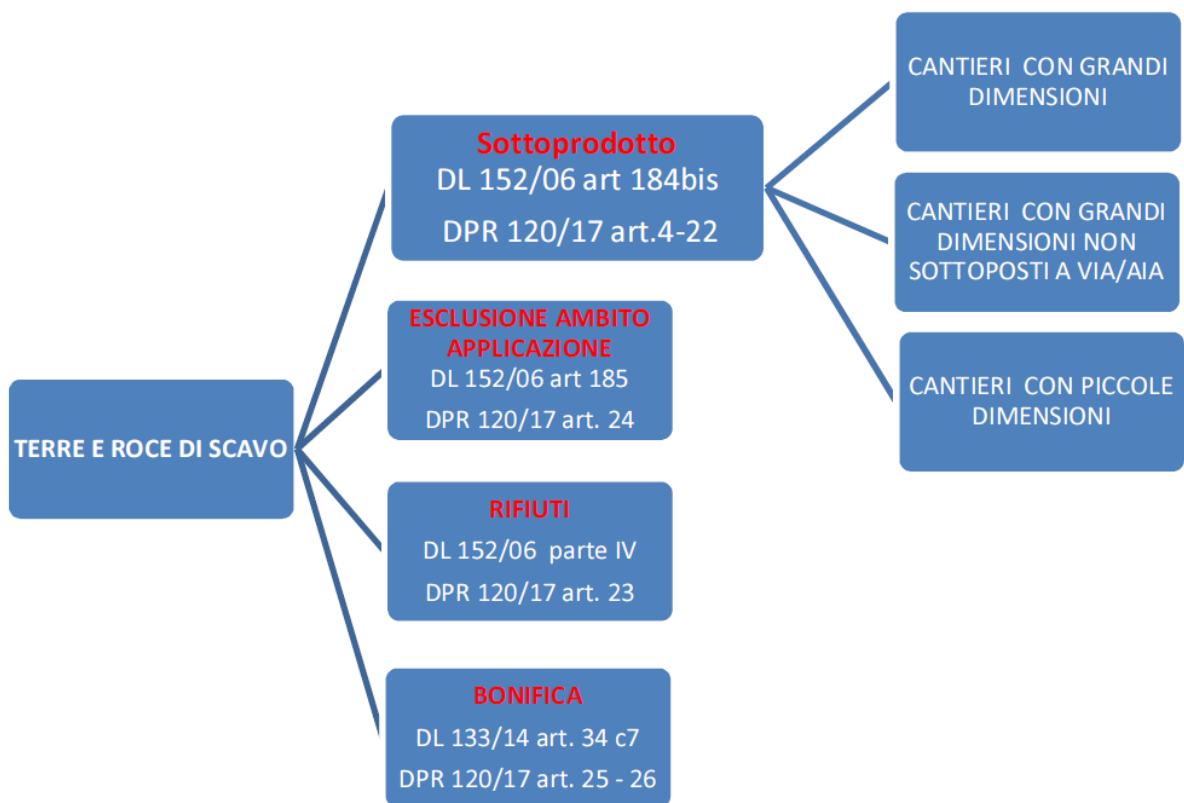 TERRE E ROCE DI SCAVO
Sottoprodotto
DL 152/06 art 184bis
DPR 120/17 art.4-22
ESCLUSIONE AMBITO
APPLICAZIONE
DL 152/06 art 185
DPR 120/17 art. 24
RIFIUTI
DL 152/06 parte IV
DPR 120/17 art. 23
BONIFICA
DL 133/14 art. 34 c7
DPR 120/17 art. 25 - 26
CANTIERI CON GRANDI
DIMENSIONI
CANTIERI CON GRANDI
DIMENSIONI NON
SOTTOPOSTI A VIA/AIA
CANTIERI CON PICCOLE
DIMENSIONI